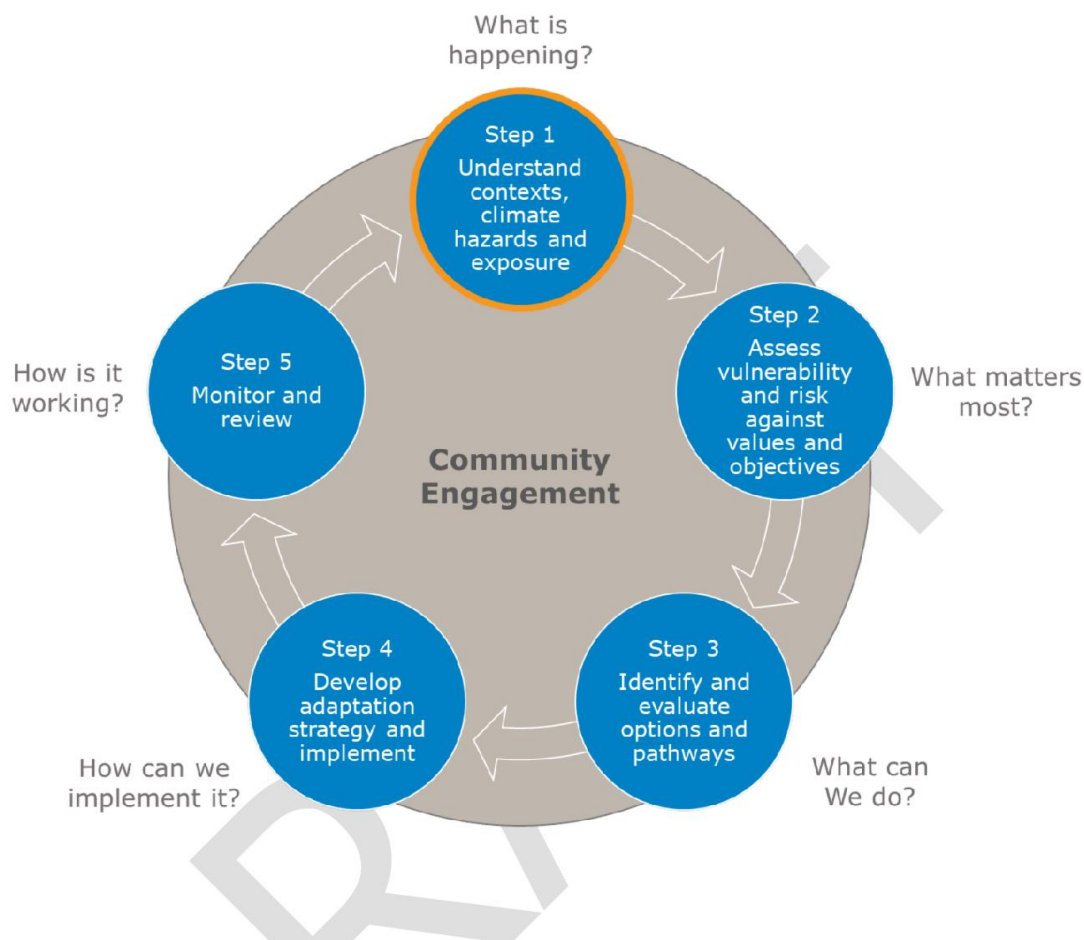 What is
happening?
Step 1
Understand
contexts,
climate
hazards and
exposure
Step 2
Assess
vulnerability
and risk
against
values and
objectives
What matters
most?
Step 3
Identify and
evaluate
options and
pathways
What can
We do?
Step 4
Develop
adaptation
strategy and
implement
How can we
implement it?
Step 5
Monitor and
review
How is it
working?
Community
Engagement